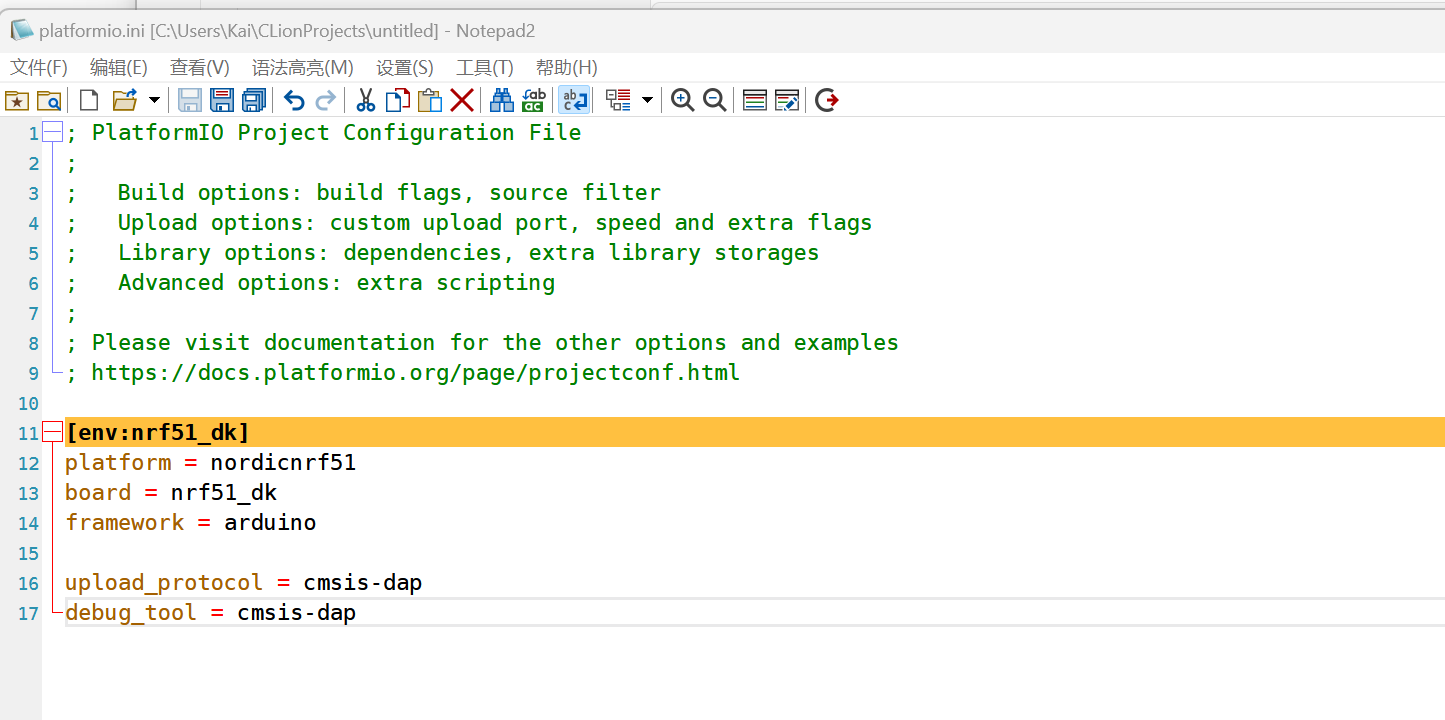 platformio.ini [C:\Users\Kai\CLionProjects\untitled] - Notepad2
文件(F) 编辑(E) 查看(V) 语法高亮(M) 设置(S) 工具(T) 帮助(H)
1 ; PlatformIO Project Configuration File
2 ;
3 ;   Build options: build flags, source filter
4 ;   Upload options: custom upload port, speed and extra flags
5 ;   Library options: dependencies, extra library storages
6 ;   Advanced options: extra scripting
7 ;
8 ; Please visit documentation for the other options and examples
9 ; https://docs.platformio.org/page/projectconf.html
10
11 [env:nrf51_dk]
12 platform = nordicnrf51
13 board = nrf51_dk
14 framework = arduino
15
16 upload_protocol = cmsis-dap
17 debug_tool = cmsis-dap